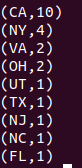 (CA,10)
(NY,4)
(VA,2)
(OH,2)
(UT,1)
(TX,1)
(NJ,1)
(NC,1)
(FL,1)